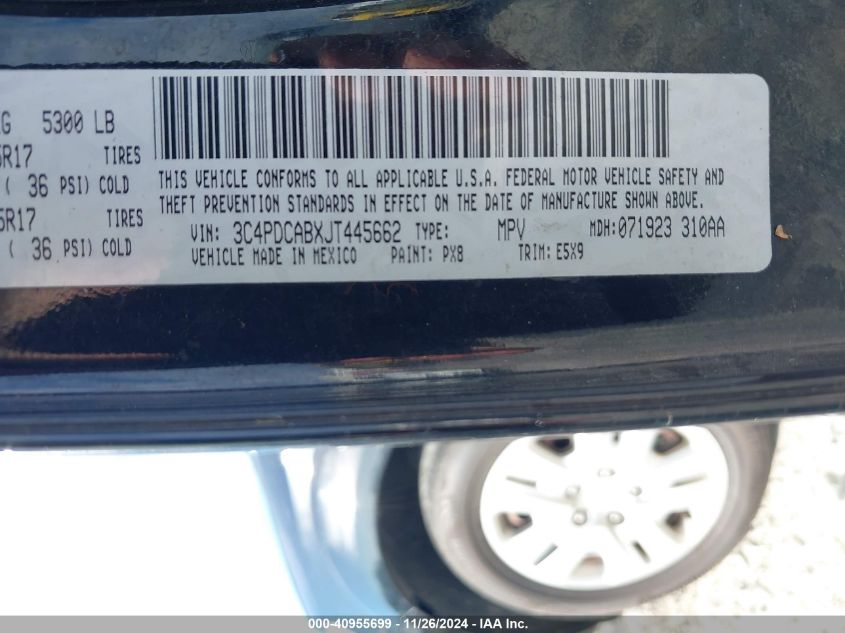 5300 LB
5R17 TIRES
( 36 PSI) COLD
5R17 TIRES
( 36 PSI) COLD
THIS VEHICLE CONFORMS TO ALL APPLICABLE U.S.A. FEDERAL MOTOR VEHICLE SAFETY AND
THEFT PREVENTION STANDARDS IN EFFECT ON THE DATE OF MANUFACTURE SHOWN ABOVE.
VIN: 3C4PDCABXJT445662 TYPE: MPV MDH: 071923 310AA
VEHICLE MADE IN MEXICO PAINT: PX8 TRIM: E5X9
000-40955699 - 11/26/2024 - IAA Inc.